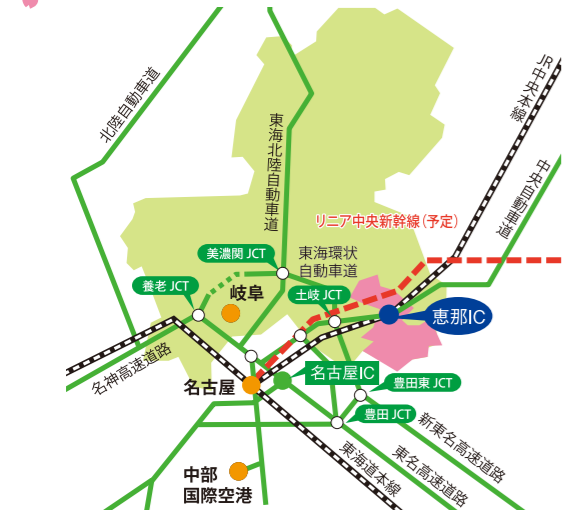 北陸自動車道
東海北陸自動車道
JR中央本線
中央自動車道
リニア中央新幹線(予定)
美濃関 JCT
東海環状
自動車道
養老 JCT
岐阜
土岐 JCT
恵那IC
名神高速道路
名古屋
名古屋IC
豊田東 JCT
豊田 JCT
新東名高速道路
東名高速道路
東海道本線
中部
国際空港